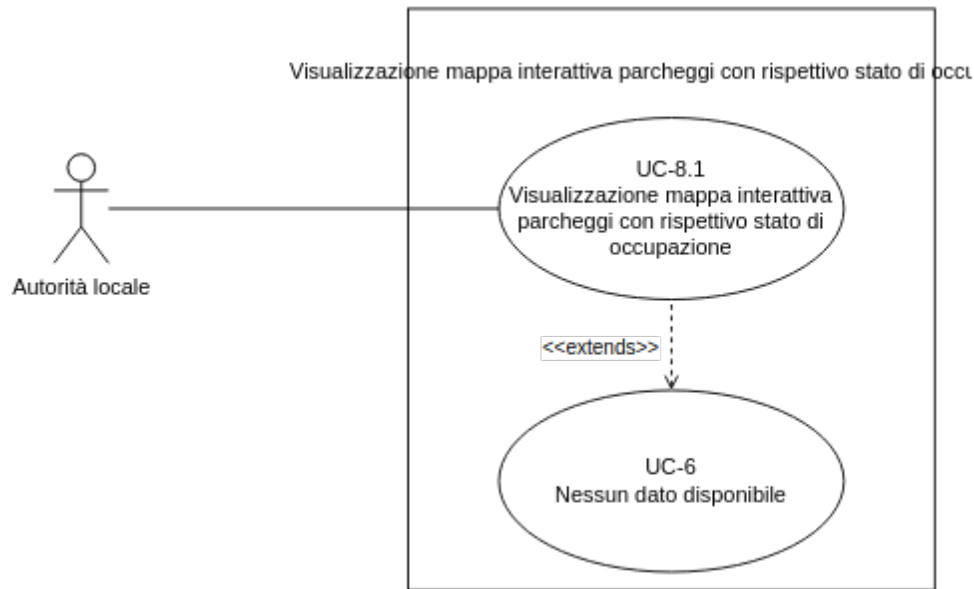 Visualizzazione mappa interattiva parcheggi con rispettivo stato di occu
UC-8.1
Visualizzazione mappa interattiva
parcheggi con rispettivo stato di
occupazione
Autorità locale
<<extends>>
UC-6
Nessun dato disponibile